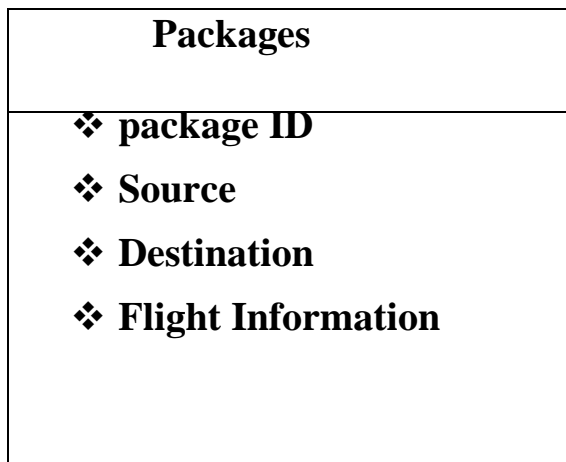 Packages
❖ package ID
❖ Source
❖ Destination
❖ Flight Information